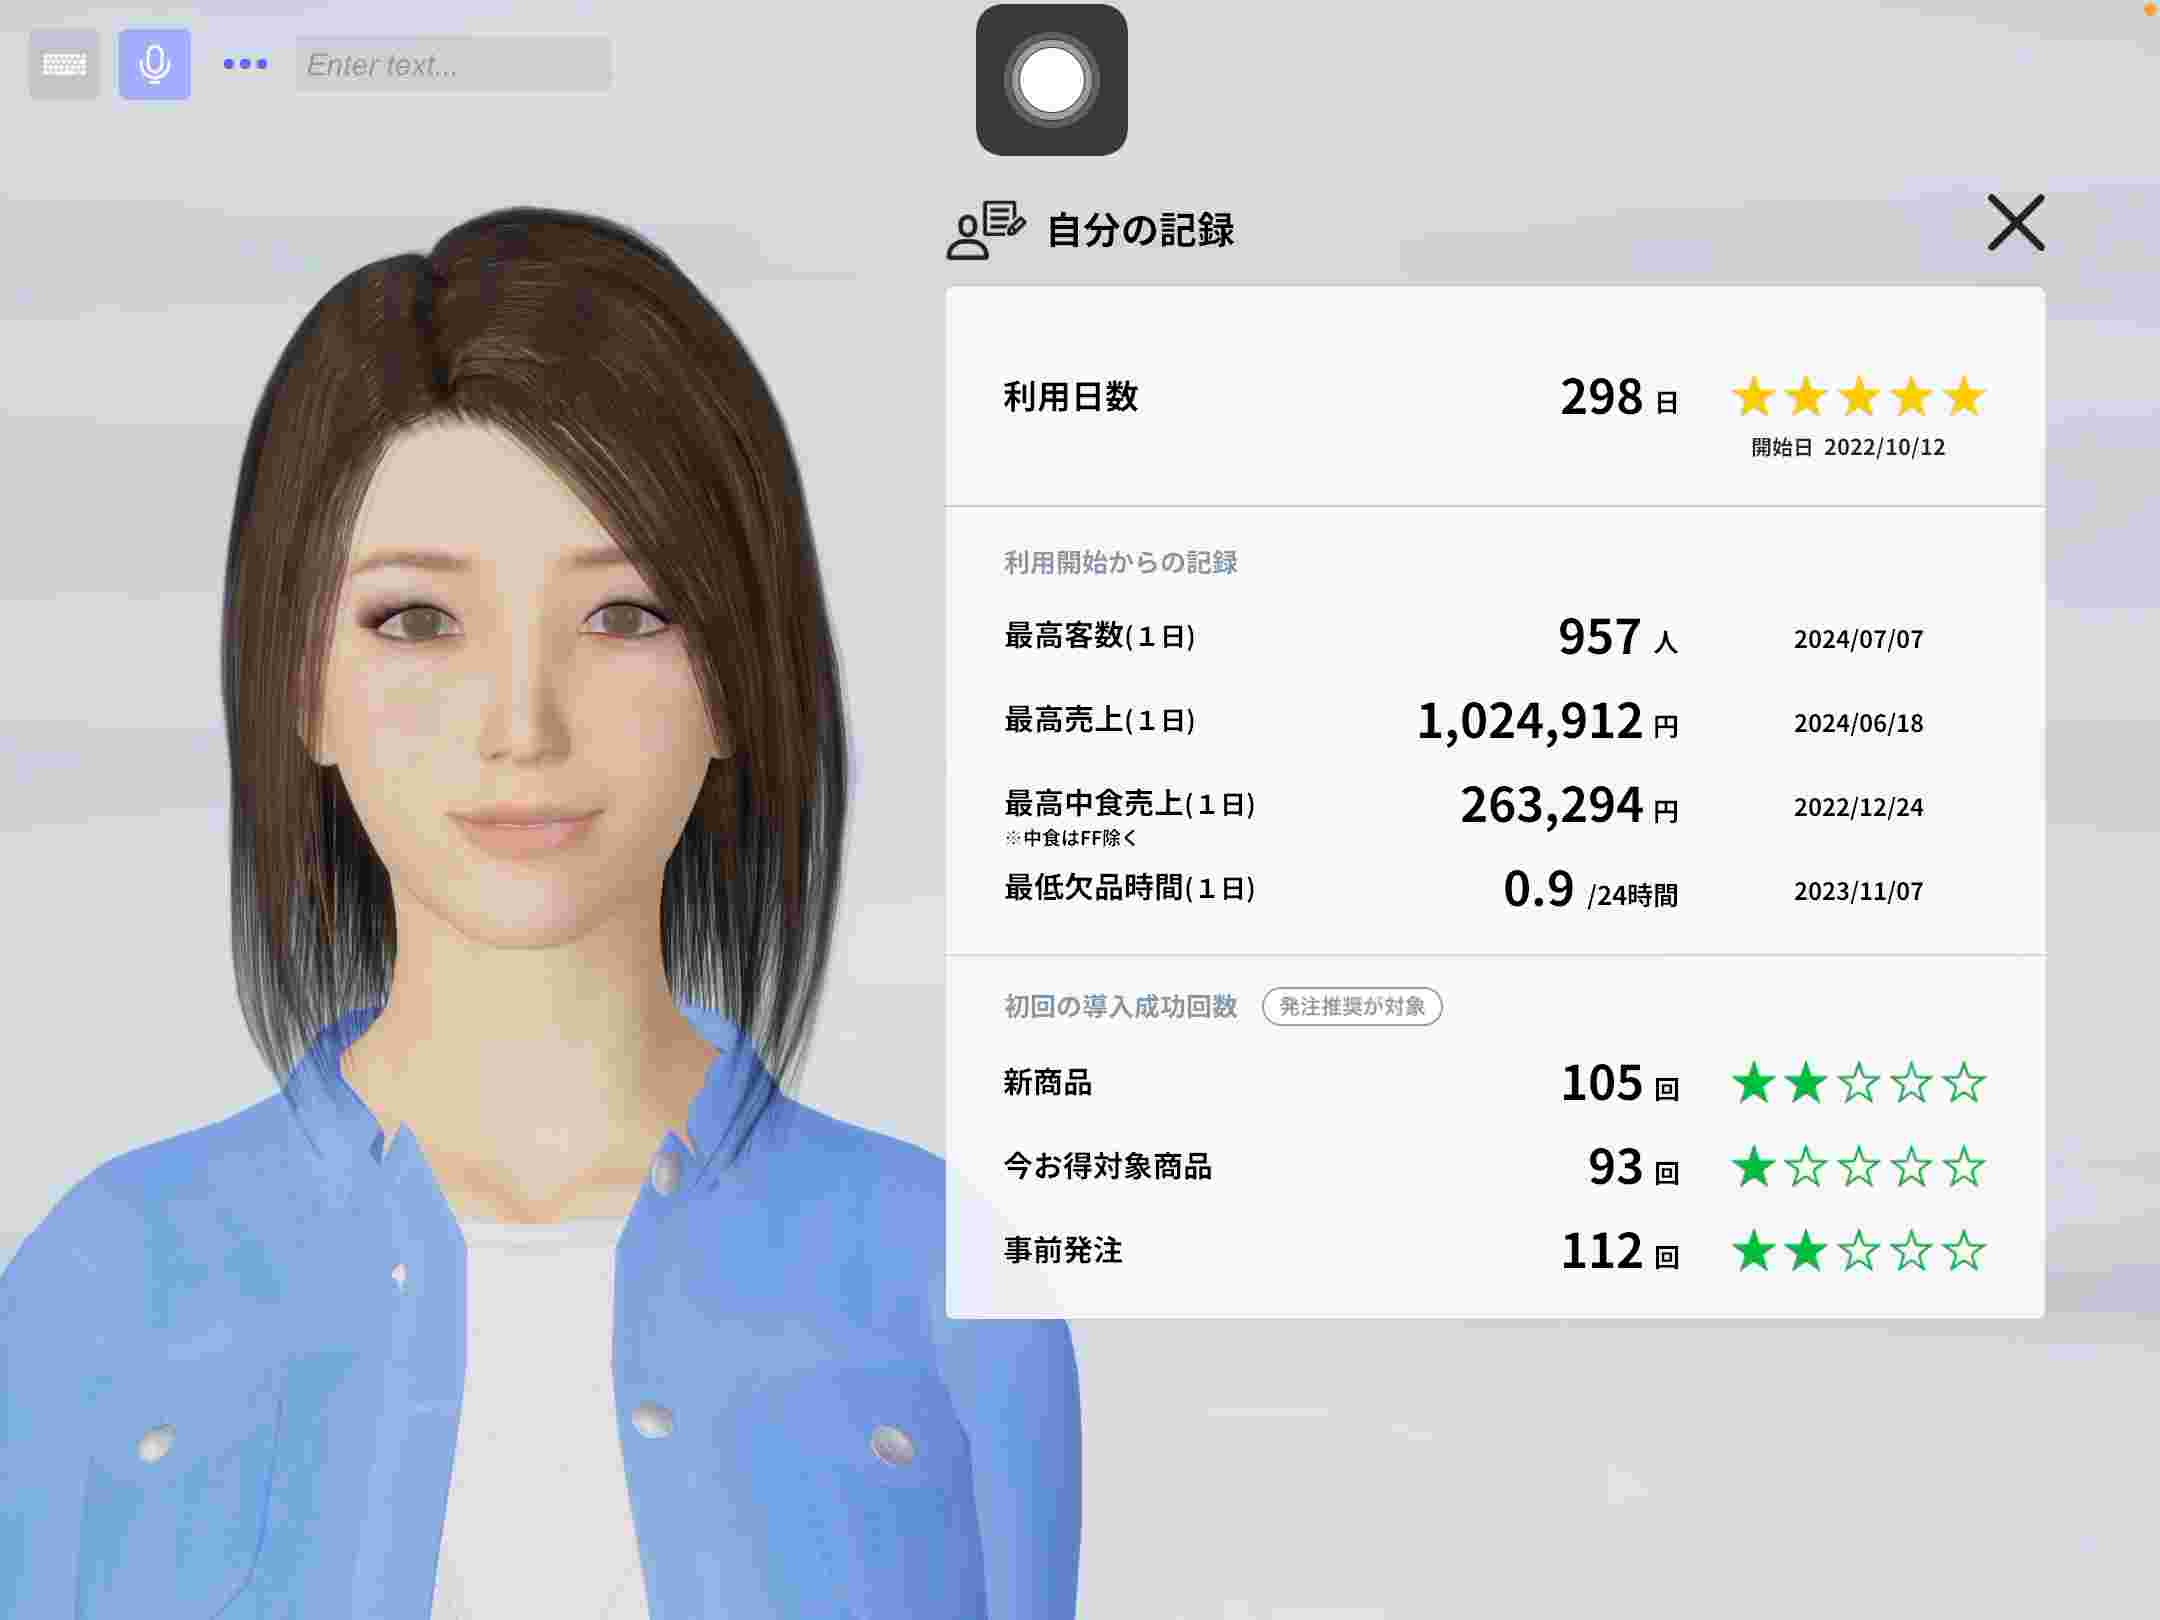 Enter text...
自分の記録
利用日数 298 日
開始日 2022/10/12
利用開始からの記録
最高客数(1日) 957 人 2024/07/07
最高売上(1日) 1,024,912 円 2024/06/18
最高中食売上(1日) 263,294 円 2022/12/24
※中食はFF除く
最低欠品時間(1日) 0.9 /24時間 2023/11/07
初回の導入成功回数 発注推奨が対象
新商品 105 回
今お得対象商品 93 回
事前発注 112 回